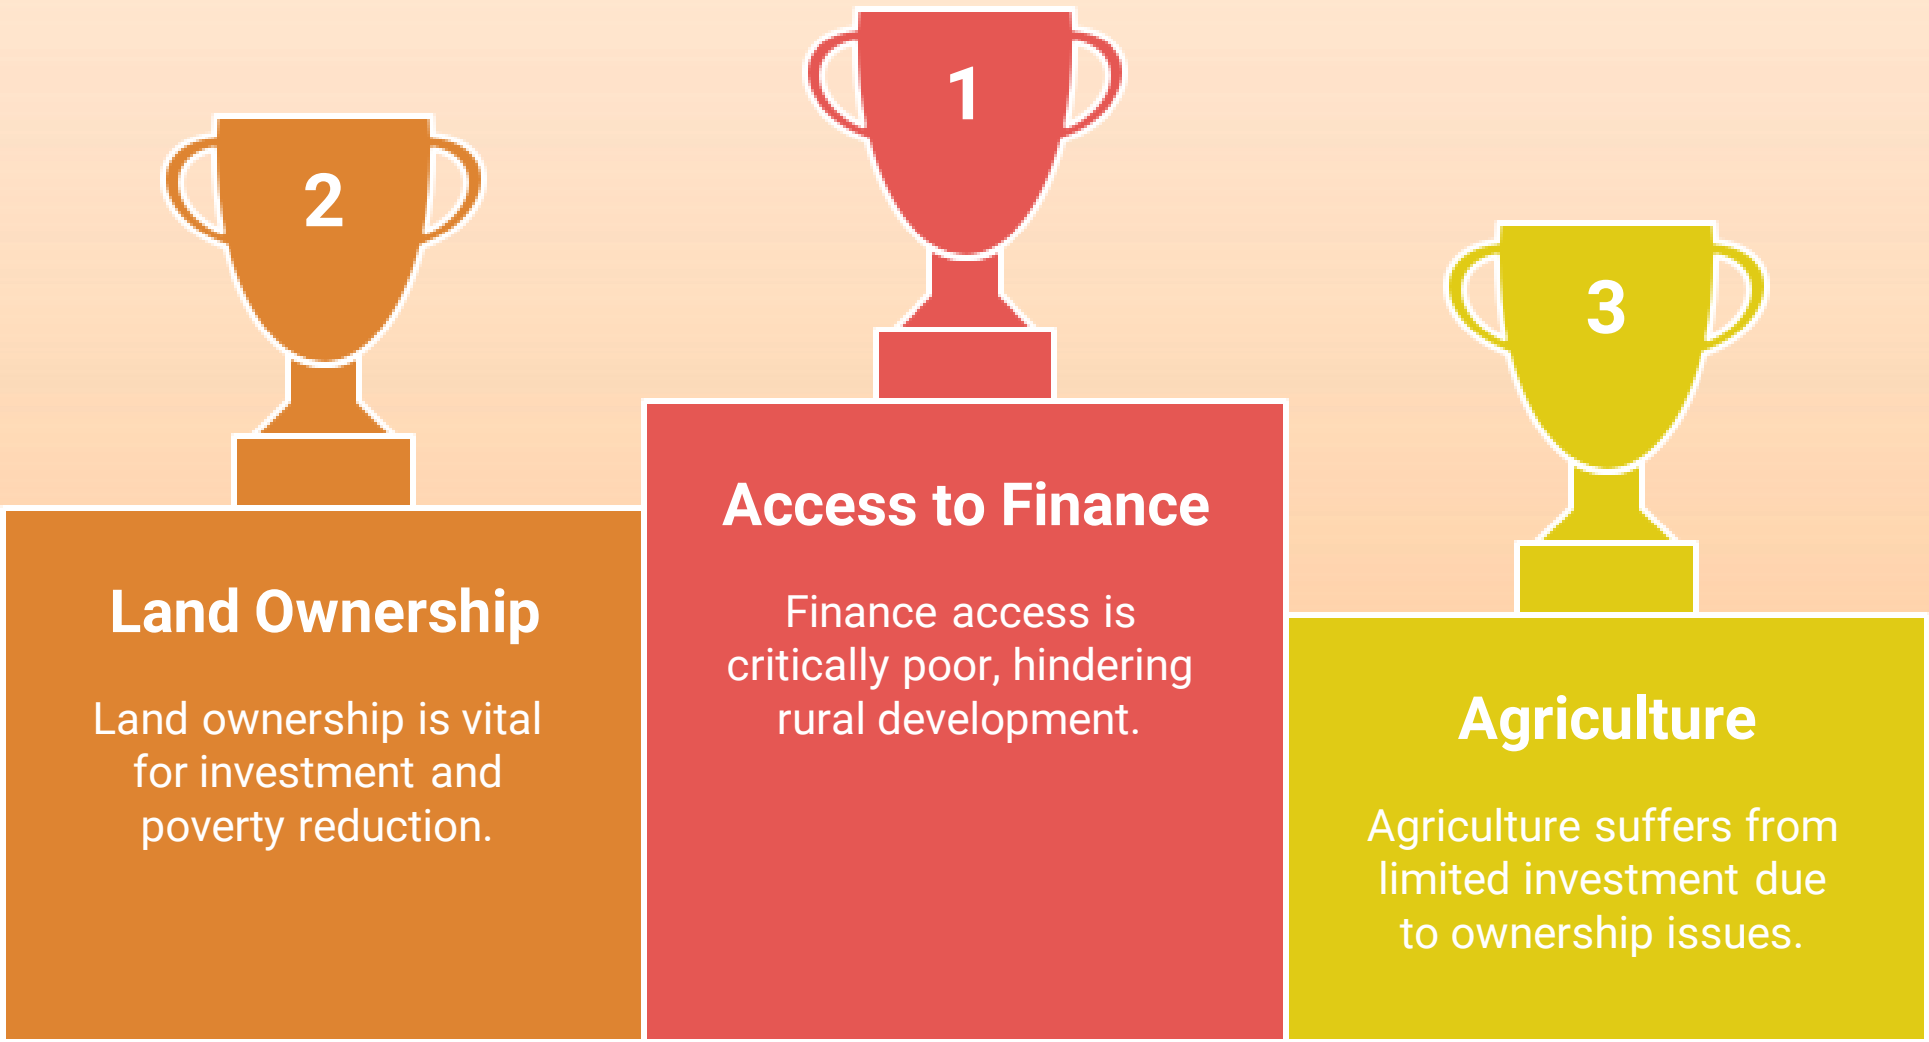 2
Land Ownership
Land ownership is vital
for investment and
poverty reduction.
1
Access to Finance
Finance access is
critically poor, hindering
rural development.
3
Agriculture
Agriculture suffers from
limited investment due
to ownership issues.